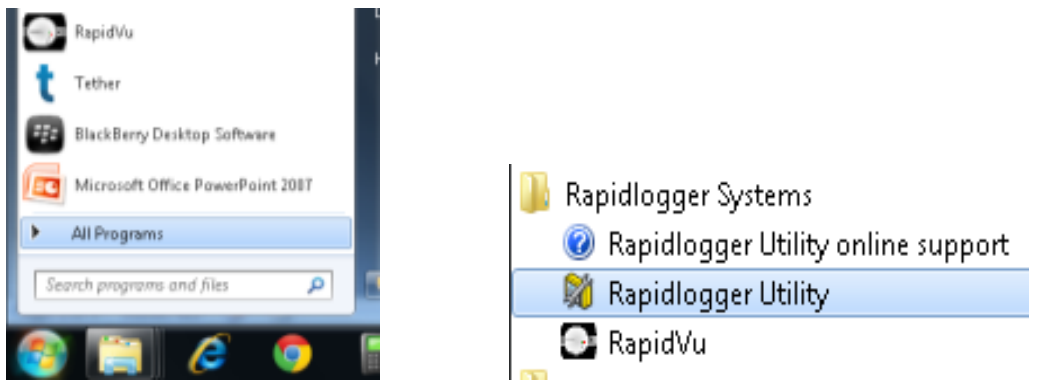 RapidVu
Tether
BlackBerry Desktop Software
Microsoft Office PowerPoint 2007
All Programs
Search programs and files
Rapidlogger Systems
Rapidlogger Utility online support
Rapidlogger Utility
RapidVu